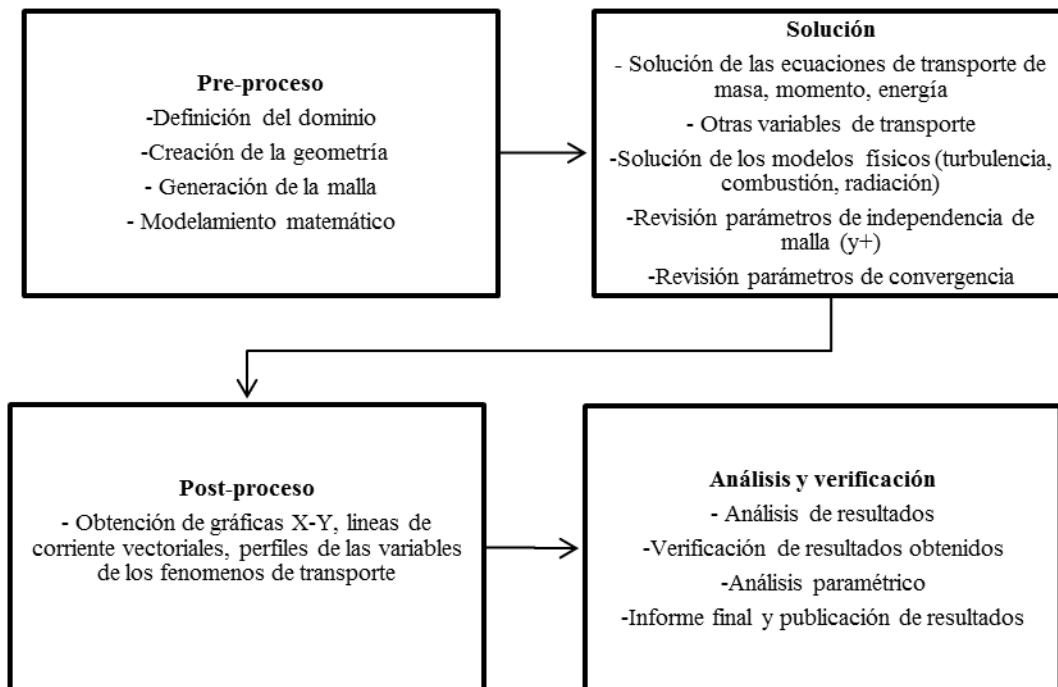 Pre-proceso
-Definición del dominio
-Creación de la geometría
- Generación de la malla
- Modelamiento matemático
Solución
- Solución de las ecuaciones de transporte de
masa, momento, energía
- Otras variables de transporte
-Solución de los modelos físicos (turbulencia,
combustión, radiación)
-Revisión parámetros de independencia de
malla (y+)
-Revisión parámetros de convergencia
Post-proceso
- Obtención de gráficas X-Y, lineas de
corriente vectoriales, perfiles de las variables
de los fenomenos de transporte
Análisis y verificación
- Análisis de resultados
-Verificación de resultados obtenidos
-Análisis paramétrico
-Informe final y publicación de resultados